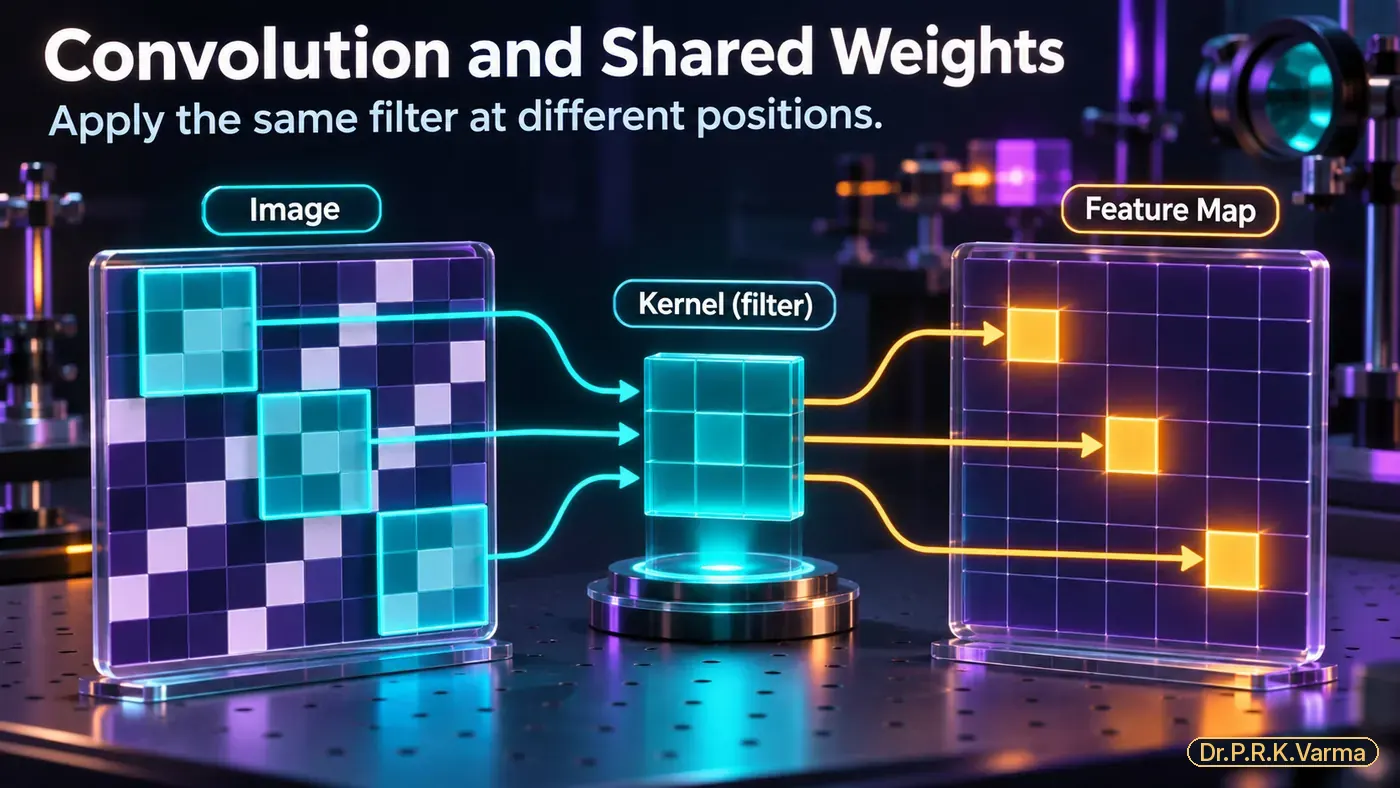 Convolution and Shared Weights
Apply the same filter at different positions.
Image
Kernel (filter)
Feature Map
Dr.P.R.K.Varma